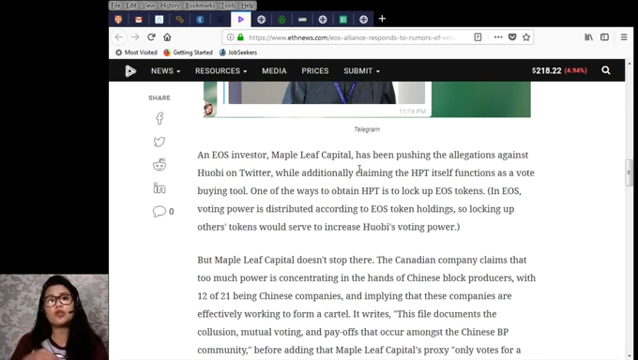 File Edit View History Bookmarks Tools Help
https://www.ethnews.com/eos-alliance-responds-to-rumors-of-vo
Most Visited Getting Started JobSeekers
NEWS RESOURCES MEDIA PRICES SUBMIT $218.22 (4.94%)
11:19 PM
SHARE
Telegram
An EOS investor, Maple Leaf Capital, has been pushing the allegations against
Huobi on Twitter, while additionally claiming the HPT itself functions as a vote
buying tool. One of the ways to obtain HPT is to lock up EOS tokens. (In EOS,
voting power is distributed according to EOS token holdings, so locking up
others' tokens would serve to increase Huobi's voting power.)
0
But Maple Leaf Capital doesn't stop there. The Canadian company claims that
too much power is concentrating in the hands of Chinese block producers, with
12 of 21 being Chinese companies, and implying that these companies are
effectively working to form a cartel. It writes, "This file documents the
collusion, mutual voting, and pay-offs that occur amongst the Chinese BP
community," before adding that Maple Leaf Capital's proxy "only votes for a